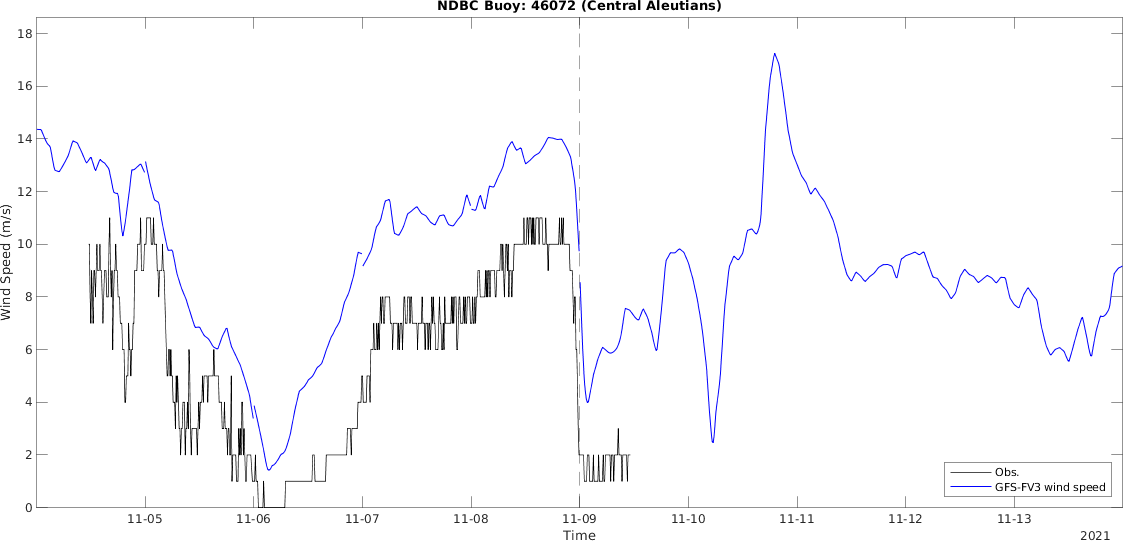 NDBC Buoy: 46072 (Central Aleutians)
18
16
14
12
10
8
6
4
2
0
Wind Speed (m/s)
11-05 11-06 11-07 11-08 11-09 11-10 11-11 11-12 11-13
Time
2021
Obs.
GFS-FV3 wind speed